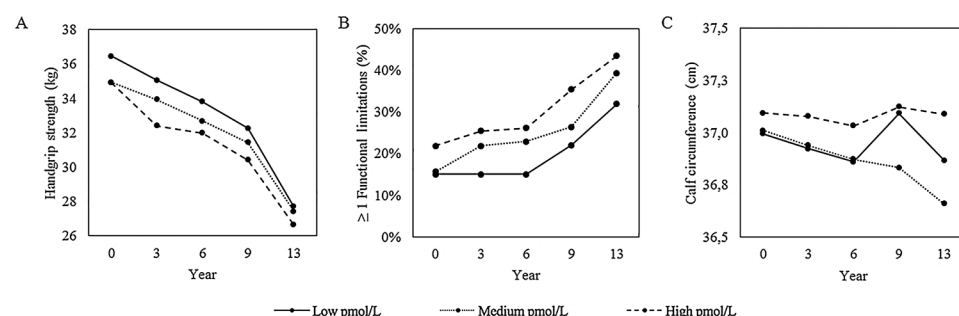 A
Handgrip strength (kg)
38
36
34
32
30
28
26
0 3 6 9 13
Year
B
≥ 1 Functional limitations (%)
50%
40%
30%
20%
10%
0%
0 3 6 9 13
Year
C
Calf circumference (cm)
37,5
37,3
37,0
36,8
36,5
0 3 6 9 13
Year
Low pmol/L Medium pmol/L High pmol/L